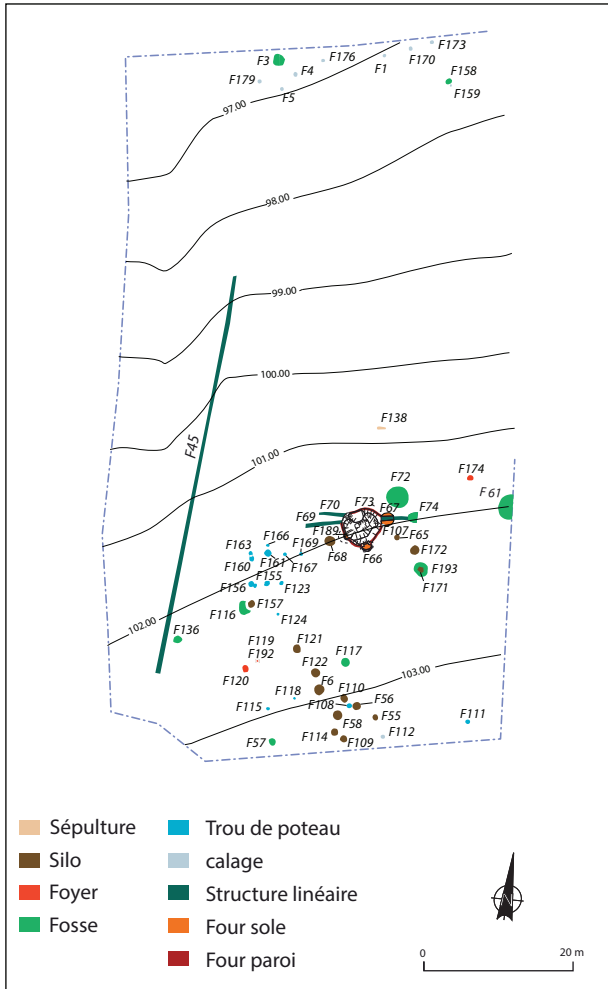 F173
F176
F3
F1
F170
F4
F158
F179
F5
F159
97.00
98.00
99.00
100.00
F138
F45
101.00
F174
F72
F61
F73
F70
F67
F74
F69
F189
F107
F65
F166
F163
F169
F68
F66
F172
F161
F160
F167
F193
F155
F156
F123
F171
F157
F116
F124
102.00
F136
F119
F121
F192
F117
F120
F122
103.00
F6
F118
F110
F56
F115
F108
F55
F111
F58
F114
F112
F57
F109
Sépulture
Trou de poteau
Silo
calage
Foyer
Structure linéaire
Fosse
Four sole
Four paroi
N
0
20 m